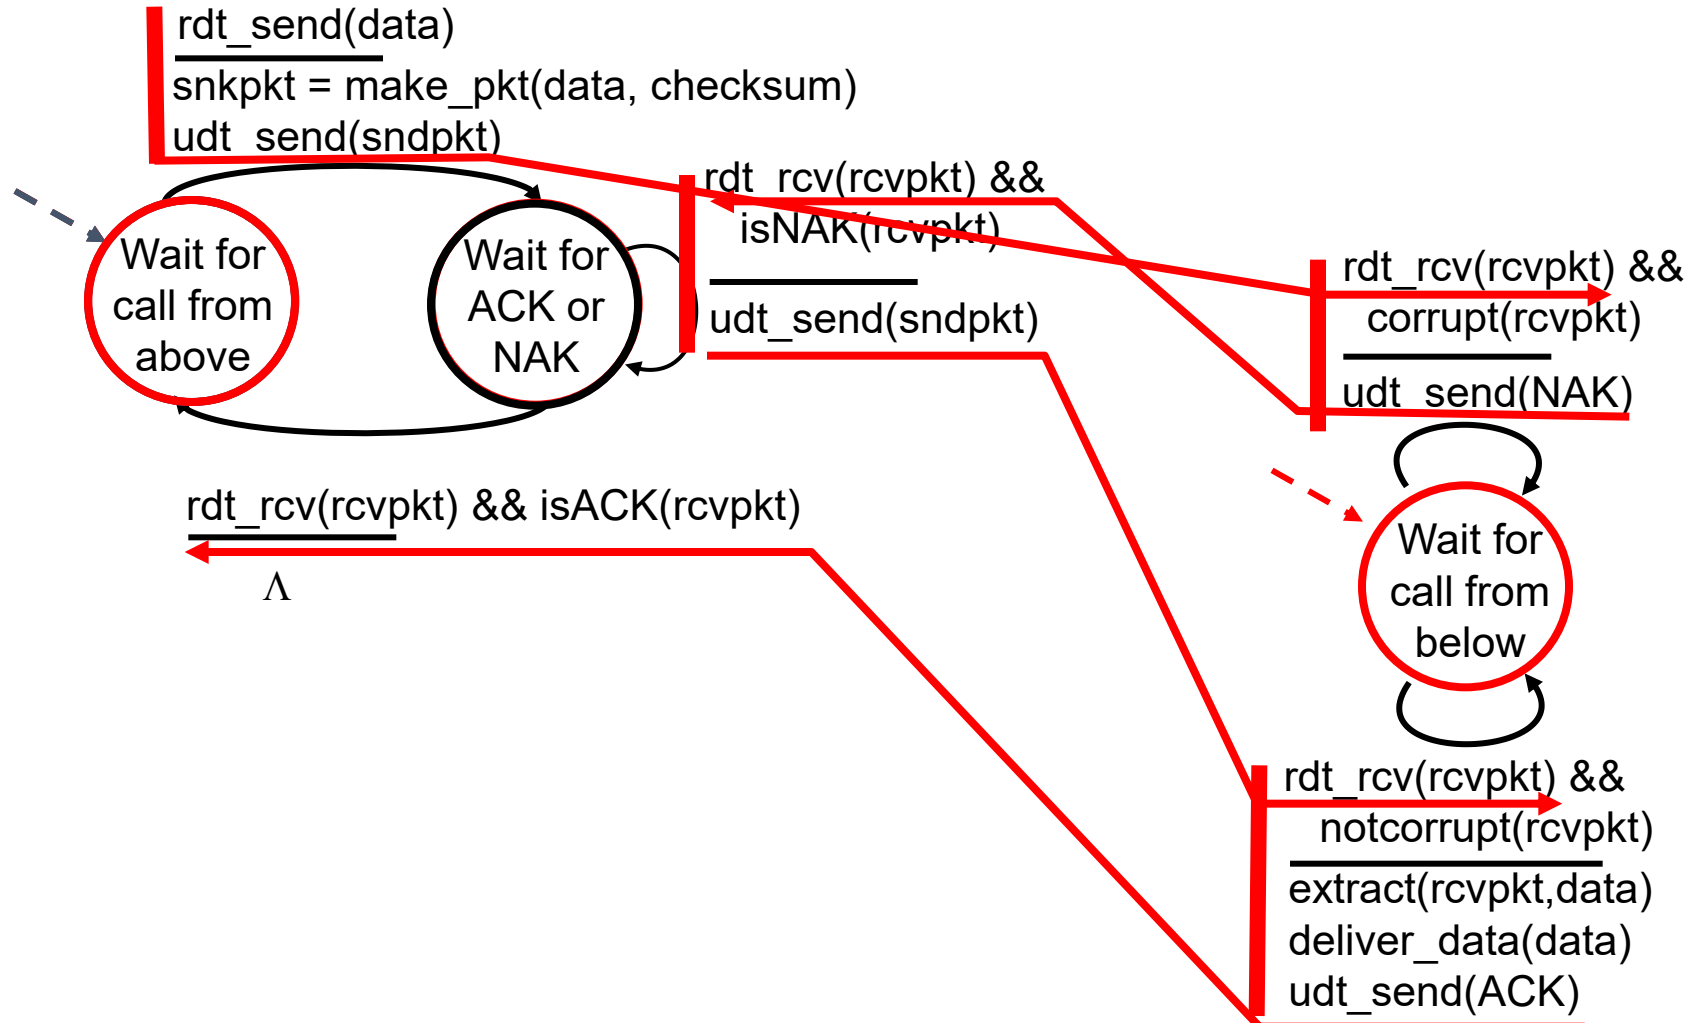 rdt_send(data)
snkpkt = make_pkt(data, checksum)
udt_send(sndpkt)
rdt_rcv(rcvpkt) &&
isNAK(rcvpkt)
udt_send(sndpkt)
Wait for
call from
above
Wait for
ACK or
NAK
rdt_rcv(rcvpkt) && isACK(rcvpkt)
Λ
rdt_rcv(rcvpkt) &&
corrupt(rcvpkt)
udt_send(NAK)
Wait for
call from
below
rdt_rcv(rcvpkt) &&
notcorrupt(rcvpkt)
extract(rcvpkt,data)
deliver_data(data)
udt_send(ACK)